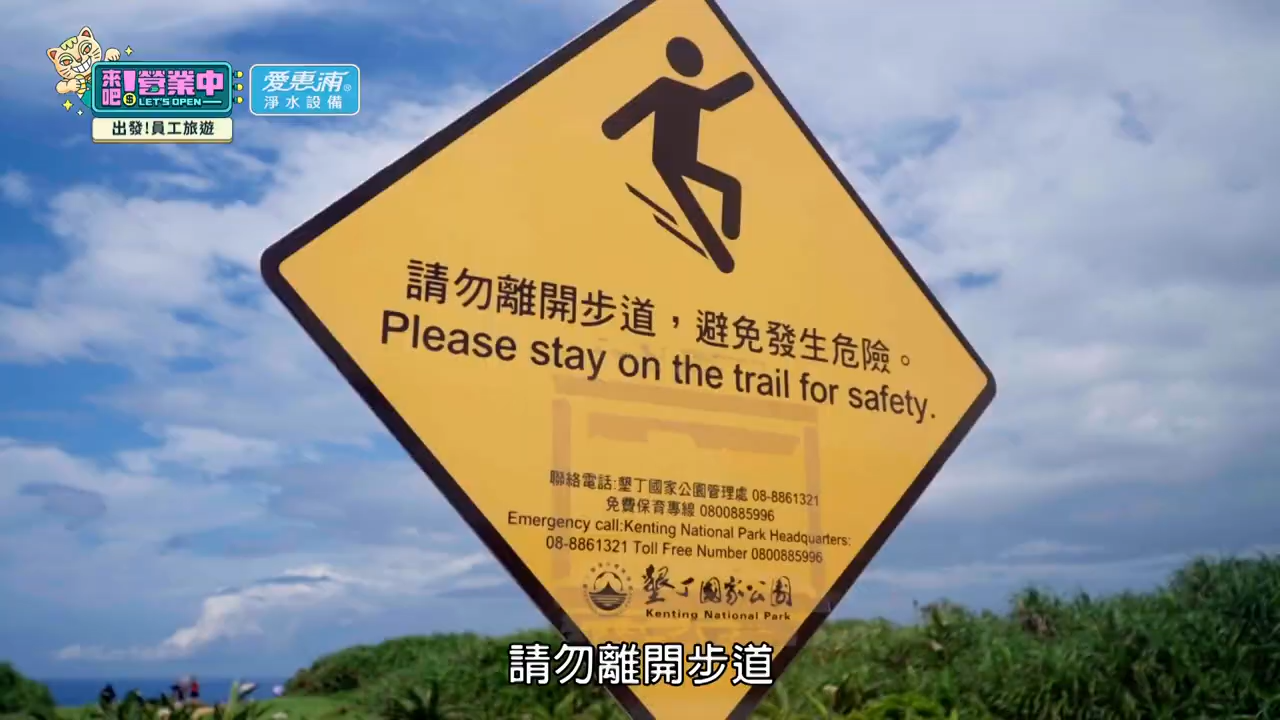 來吧!營業中
LET'S OPEN
出發!員工旅遊
愛惠浦®
淨水設備
請勿離開步道，避免發生危險。
Please stay on the trail for safety.
聯絡電話:墾丁國家公園管理處 08-8861321
免費保育專線 0800885996
Emergency call:Kenting National Park Headquarters:
08-8861321 Toll Free Number 0800885996
墾丁國家公園
Kenting National Park
請勿離開步道